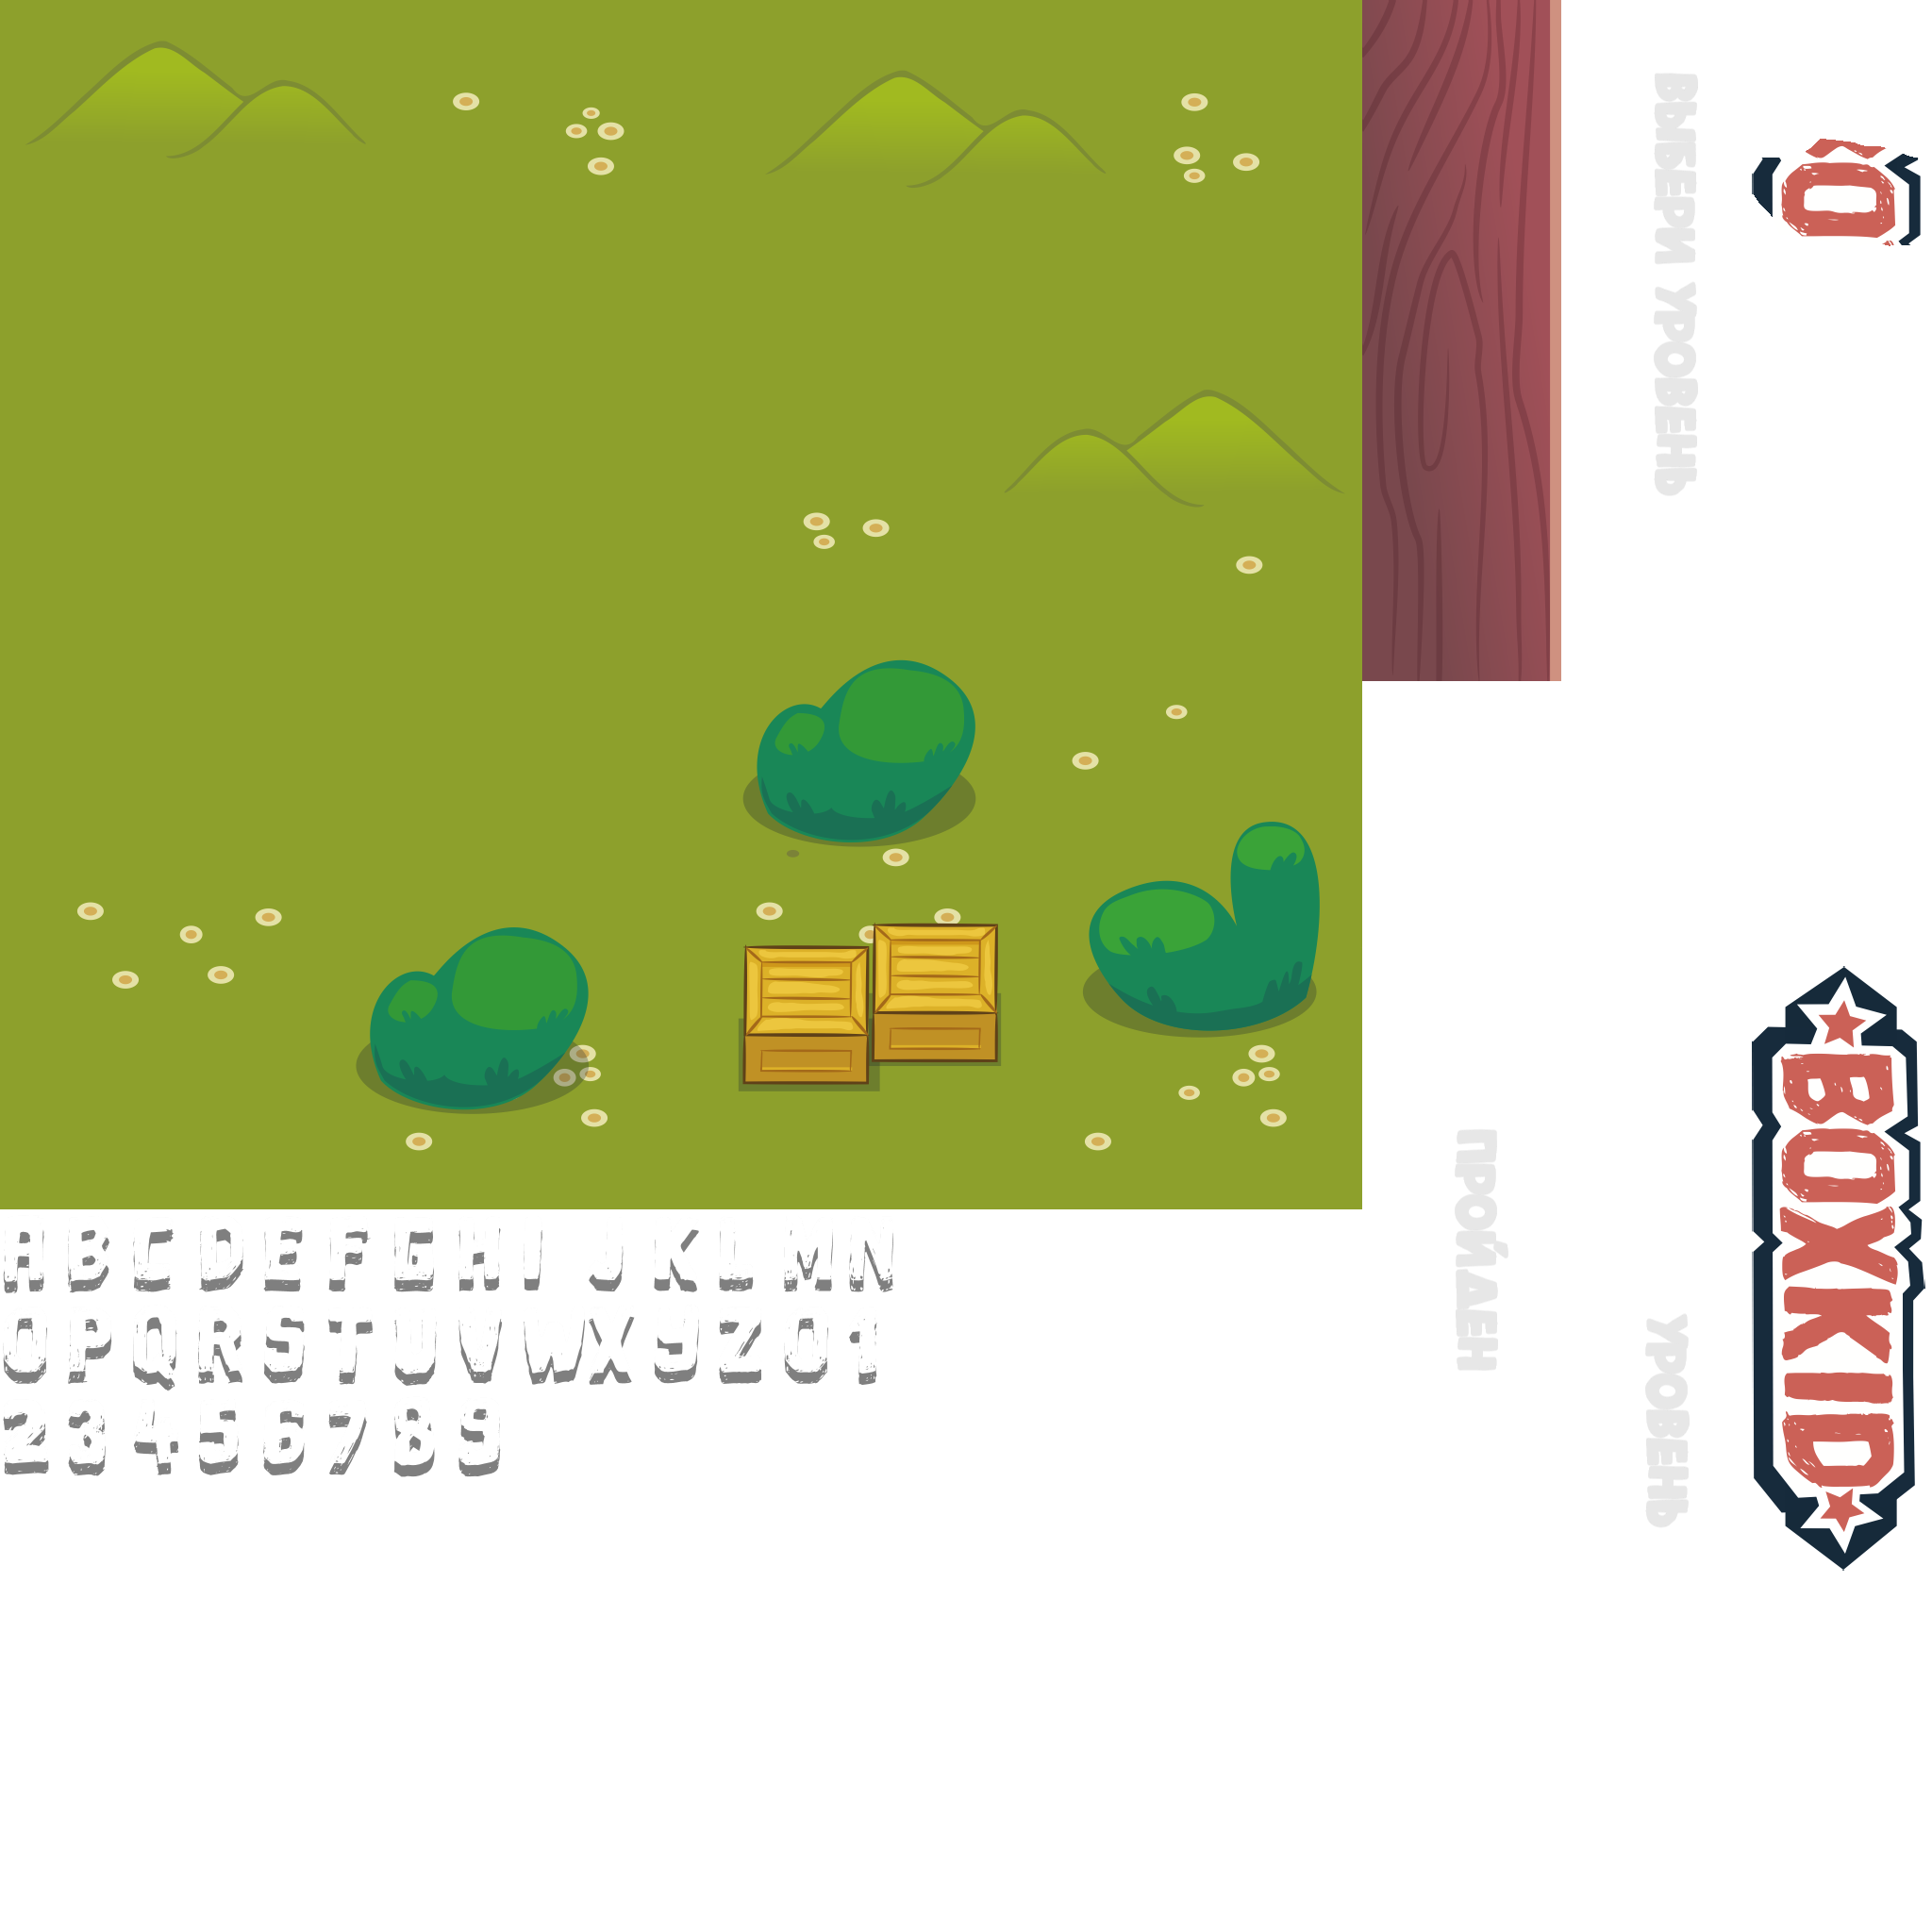 ВЫБЕРИ УРОВЕНЬ
O
ПРОЙДЕН
УРОВЕНЬ
BOXKID
ABCDEFGHIJKLMN
OPQRSTUVWXYZ01
23456789